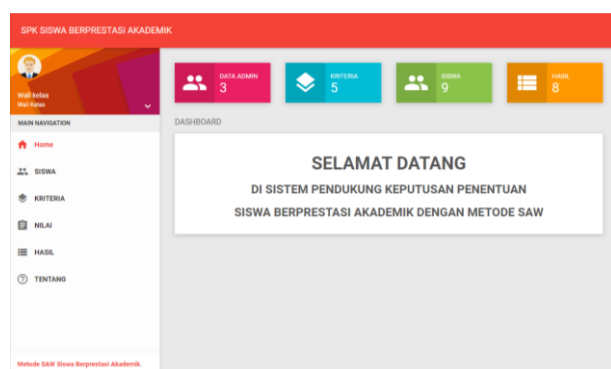 SPK SISWA BERPRESTASI AKADEMIK
Wali kelas
Wali Kelas
MAIN NAVIGATION
Home
SISWA
KRITERIA
NILAI
HASIL
TENTANG
Metode SAW Siswa Berprestasi Akademik.
DATA ADMIN
3
KRITERIA
5
SISWA
9
HASIL
8
DASHBOARD
SELAMAT DATANG
DI SISTEM PENDUKUNG KEPUTUSAN PENENTUAN
SISWA BERPRESTASI AKADEMIK DENGAN METODE SAW